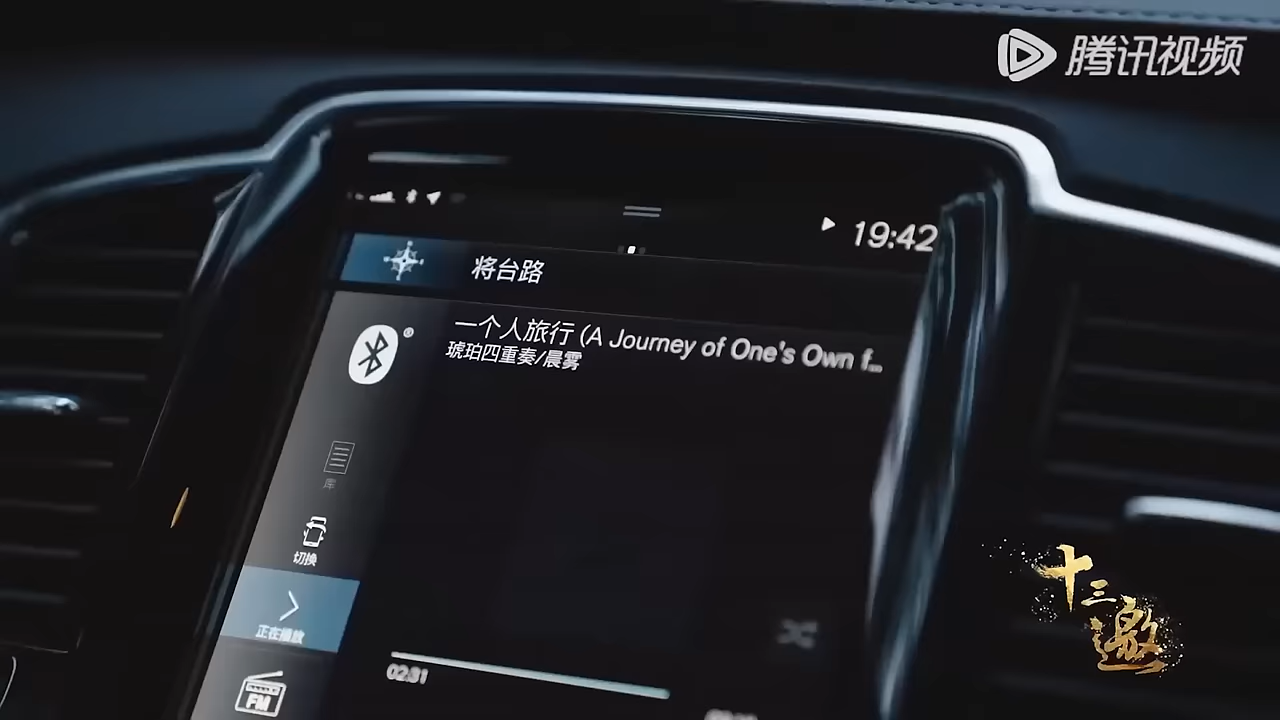 腾讯视频
19:42
将台路
一个人旅行 (A Journey of One's Own f...
琥珀四重奏/晨雾
库
切换
正在播放
02:31
FM
十三邀